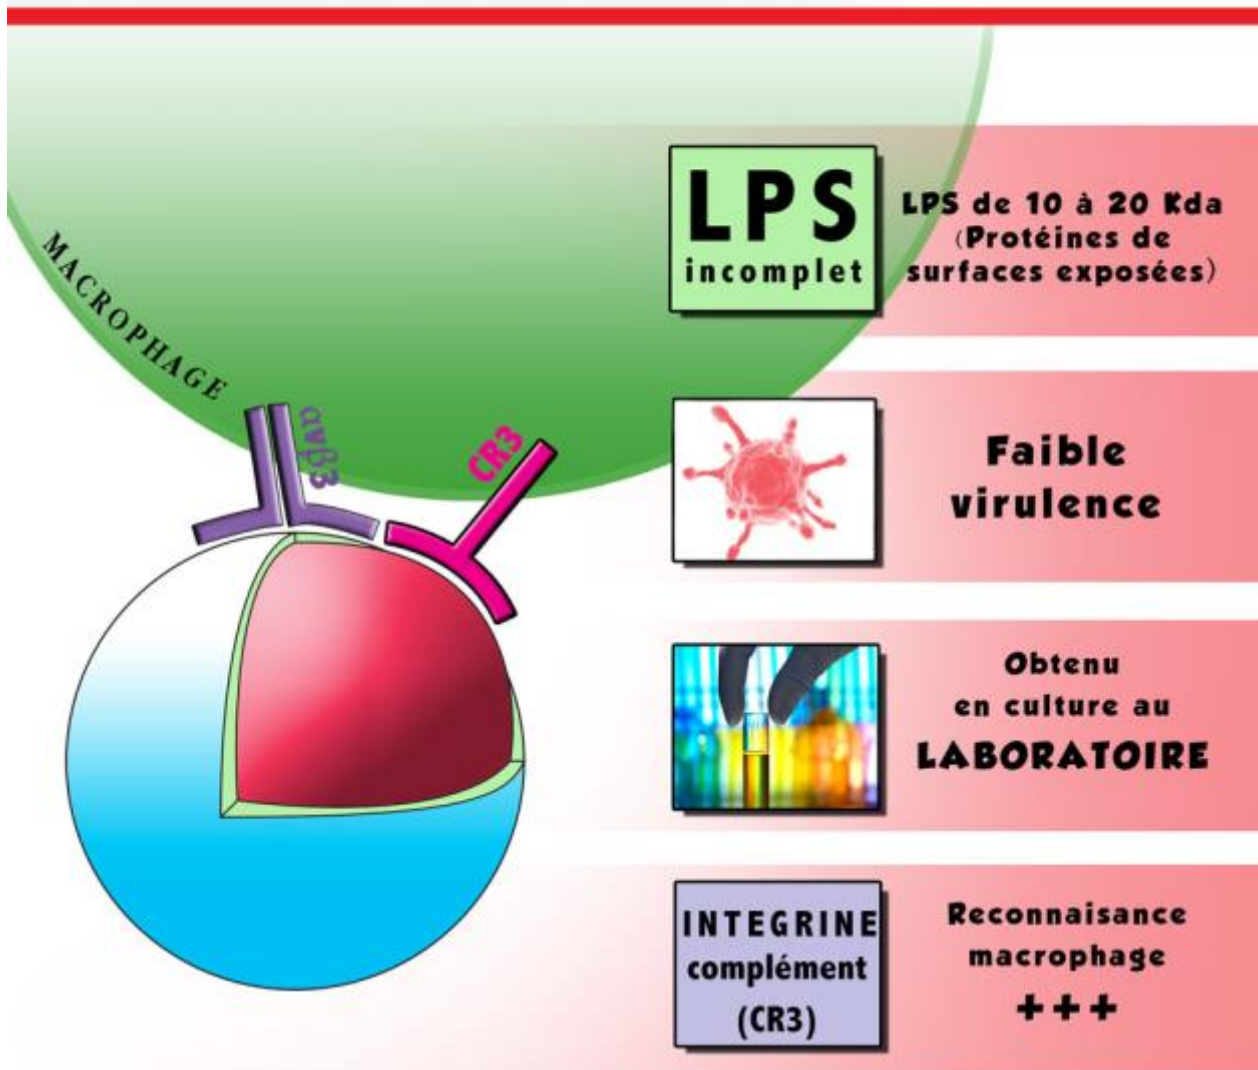 MACROPHAGE
αvβ3
CR3
LPS
incomplet
LPS de 10 à 20 Kda
(Protéines de
surfaces exposées)
Faible
virulence
Obtenu
en culture au
LABORATOIRE
INTEGRINE
complément
(CR3)
Reconnaisance
macrophage
+++